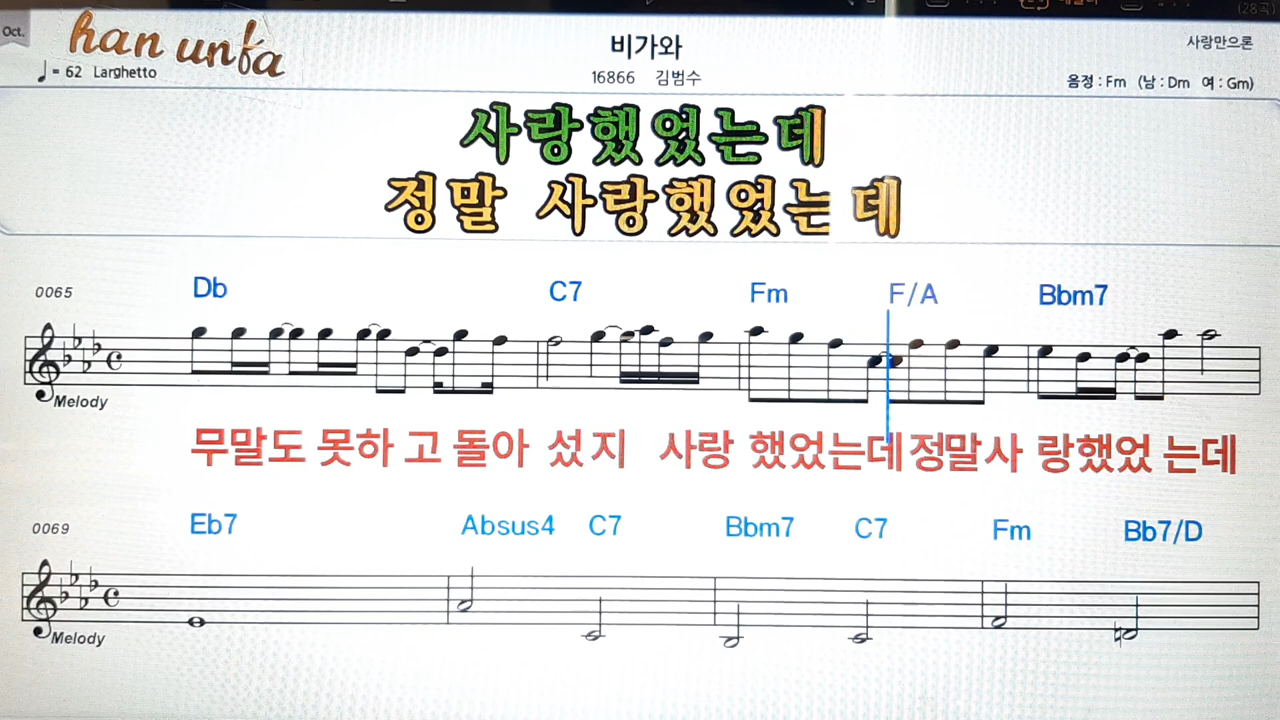 (28곡)
Oct.
han unfa
비가와
사랑만으론
♩= 62 Larghetto
16866 김범수
음정 : Fm (남 : Dm 여 : Gm)
사랑했었는데
정말 사랑했었는데
0065
Db C7 Fm F/A Bbm7
Melody
무말도 못하 고 돌아 섰지 사랑 했었는데정말사 랑했었 는데
0069
Eb7 Absus4 C7 Bbm7 C7 Fm Bb7/D
Melody